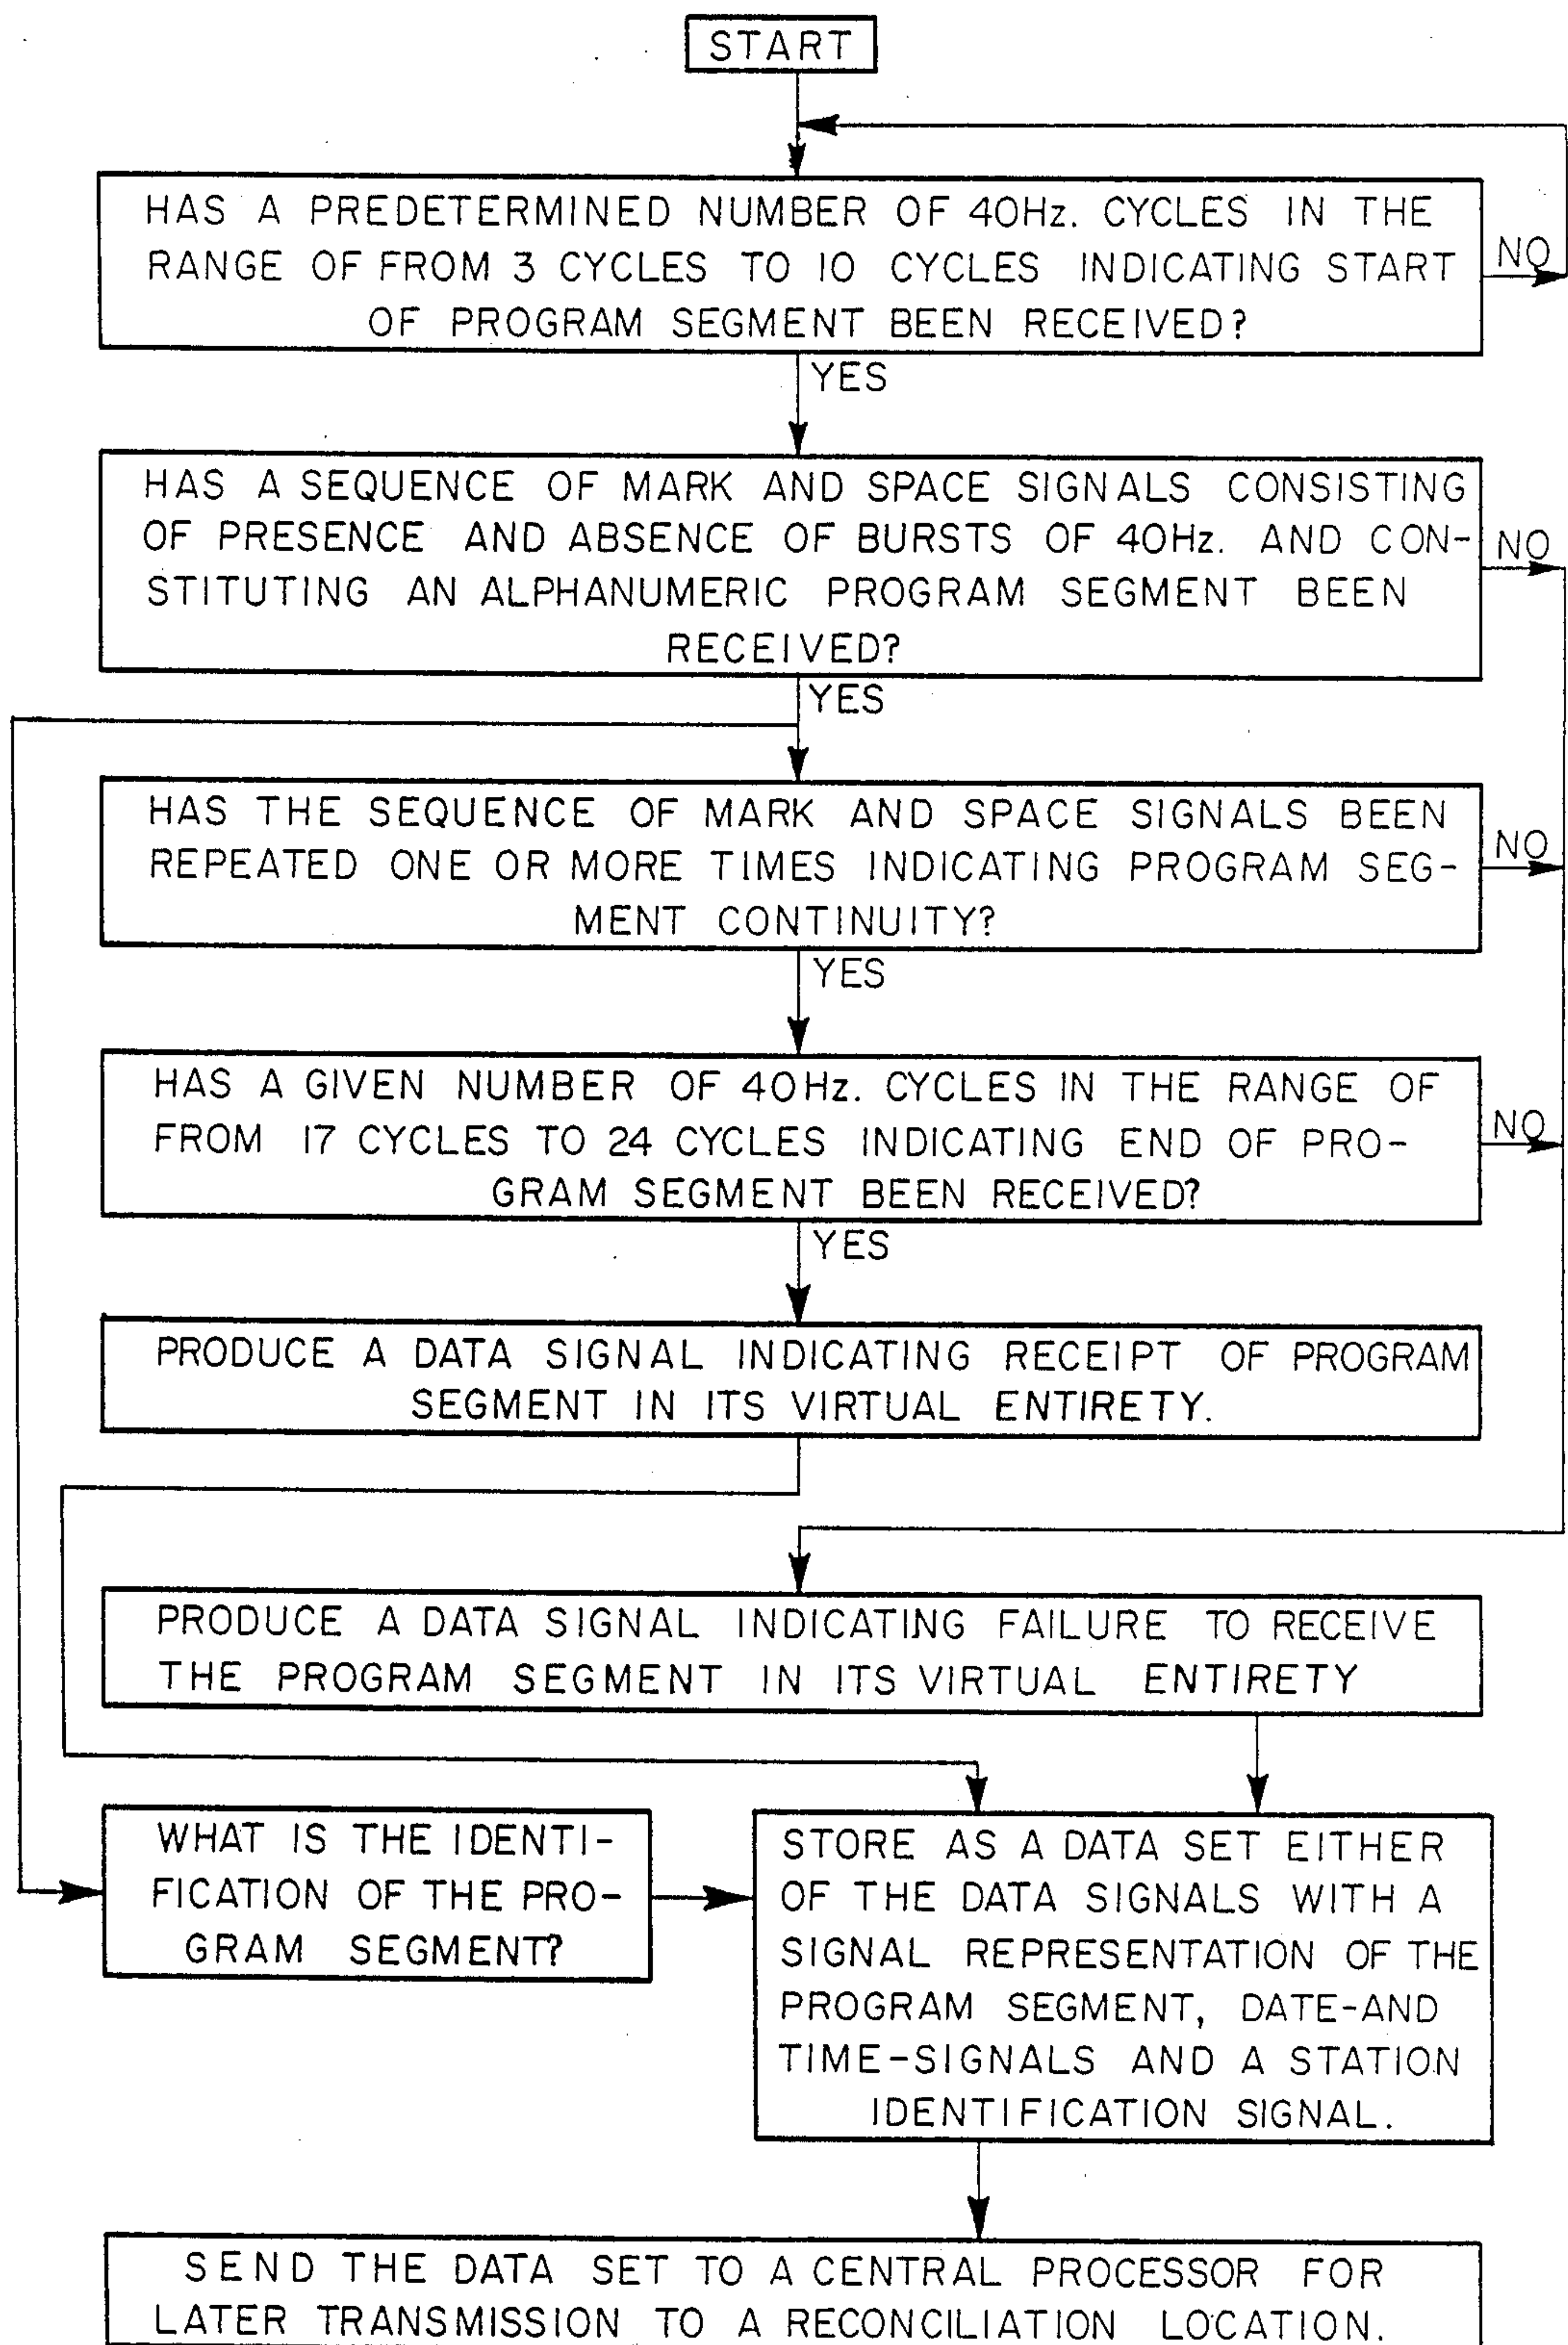 START
HAS A PREDETERMINED NUMBER OF 40Hz. CYCLES IN THE
RANGE OF FROM 3 CYCLES TO 10 CYCLES INDICATING START
OF PROGRAM SEGMENT BEEN RECEIVED?
NO
YES
HAS A SEQUENCE OF MARK AND SPACE SIGNALS CONSISTING
OF PRESENCE AND ABSENCE OF BURSTS OF 40Hz. AND CON-
STITUTING AN ALPHANUMERIC PROGRAM SEGMENT BEEN
RECEIVED?
NO
YES
HAS THE SEQUENCE OF MARK AND SPACE SIGNALS BEEN
REPEATED ONE OR MORE TIMES INDICATING PROGRAM SEG-
MENT CONTINUITY?
NO
YES
HAS A GIVEN NUMBER OF 40Hz. CYCLES IN THE RANGE OF
FROM 17 CYCLES TO 24 CYCLES INDICATING END OF PRO-
GRAM SEGMENT BEEN RECEIVED?
NO
YES
PRODUCE A DATA SIGNAL INDICATING RECEIPT OF PROGRAM
SEGMENT IN ITS VIRTUAL ENTIRETY.
PRODUCE A DATA SIGNAL INDICATING FAILURE TO RECEIVE
THE PROGRAM SEGMENT IN ITS VIRTUAL ENTIRETY
WHAT IS THE IDENTI-
FICATION OF THE PRO-
GRAM SEGMENT?
STORE AS A DATA SET EITHER
OF THE DATA SIGNALS WITH A
SIGNAL REPRESENTATION OF THE
PROGRAM SEGMENT, DATE-AND
TIME-SIGNALS AND A STATION
IDENTIFICATION SIGNAL.
SEND THE DATA SET TO A CENTRAL PROCESSOR FOR
LATER TRANSMISSION TO A RECONCILIATION LOCATION.